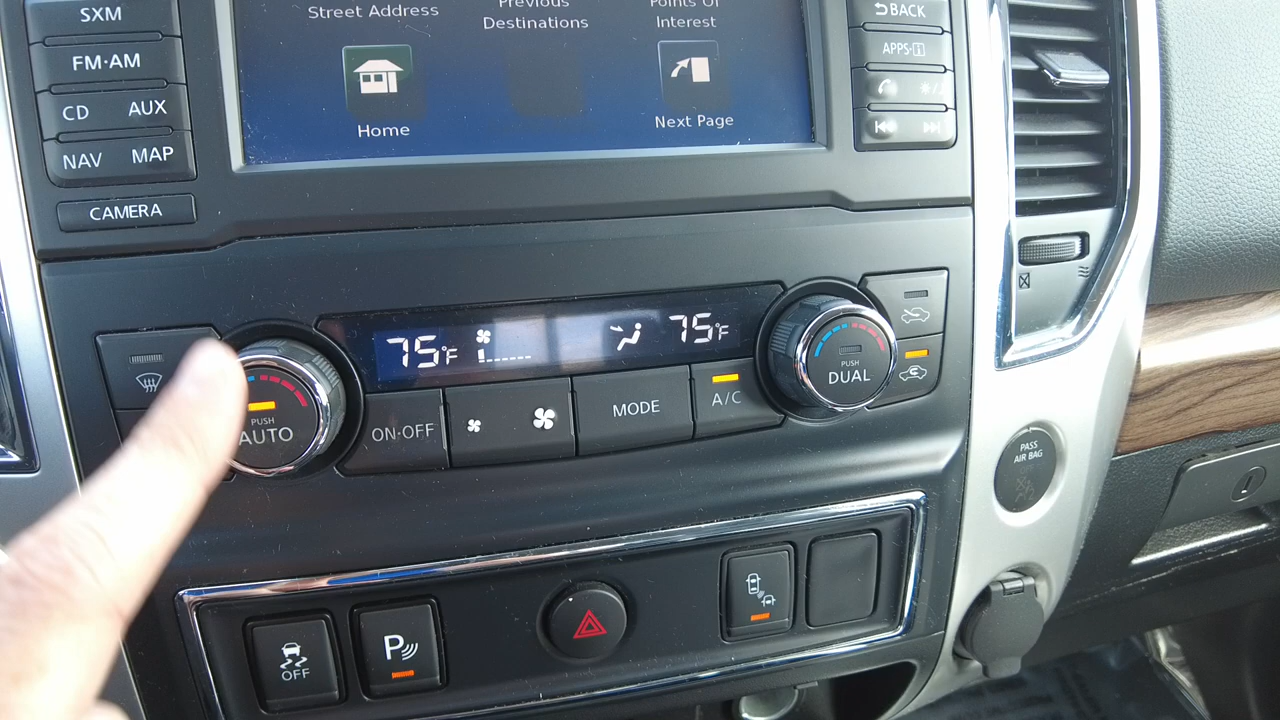 SXM
FM·AM
CD AUX
NAV MAP
CAMERA
Street Address
Previous
Destinations
Points Of
Interest
Home
Next Page
BACK
APPS·i
75°F
75°F
PUSH
AUTO
ON·OFF
MODE
A/C
PUSH
DUAL
PASS
AIR BAG
OFF
P